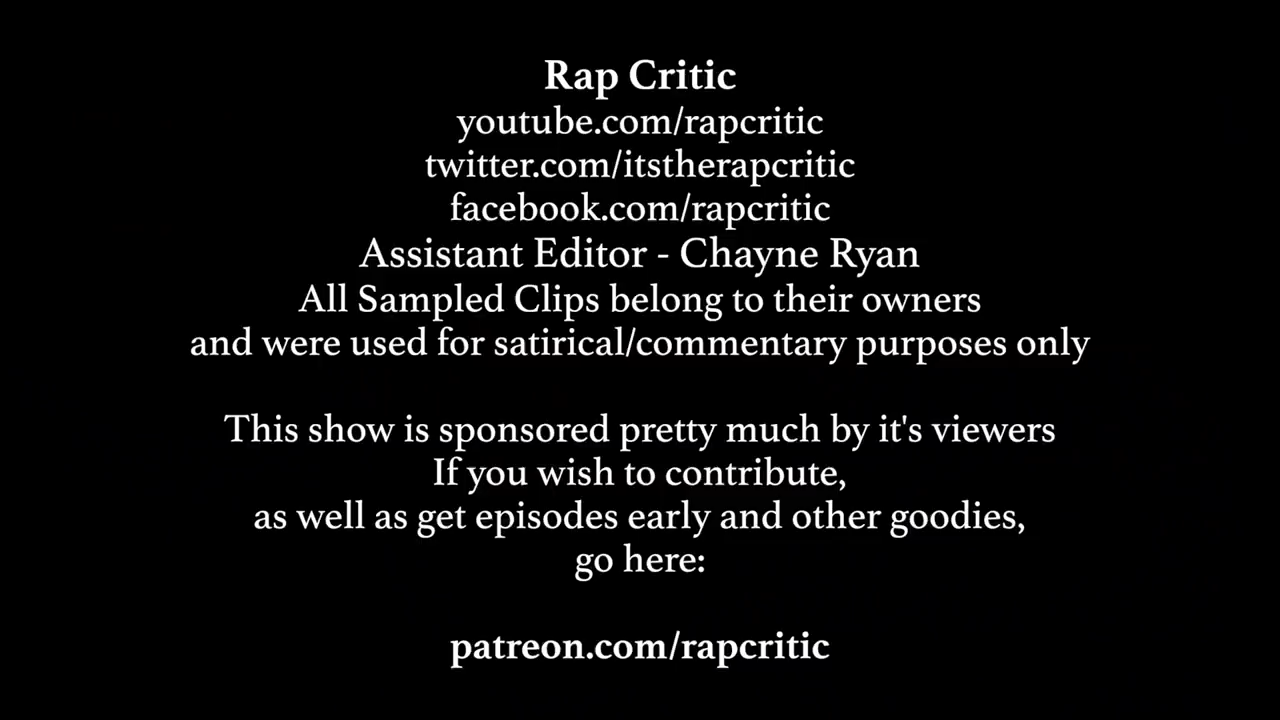 Rap Critic
youtube.com/rapcritic
twitter.com/itstherapcritic
facebook.com/rapcritic
Assistant Editor - Chayne Ryan
All Sampled Clips belong to their owners
and were used for satirical/commentary purposes only
This show is sponsored pretty much by it's viewers
If you wish to contribute,
as well as get episodes early and other goodies,
go here:
patreon.com/rapcritic